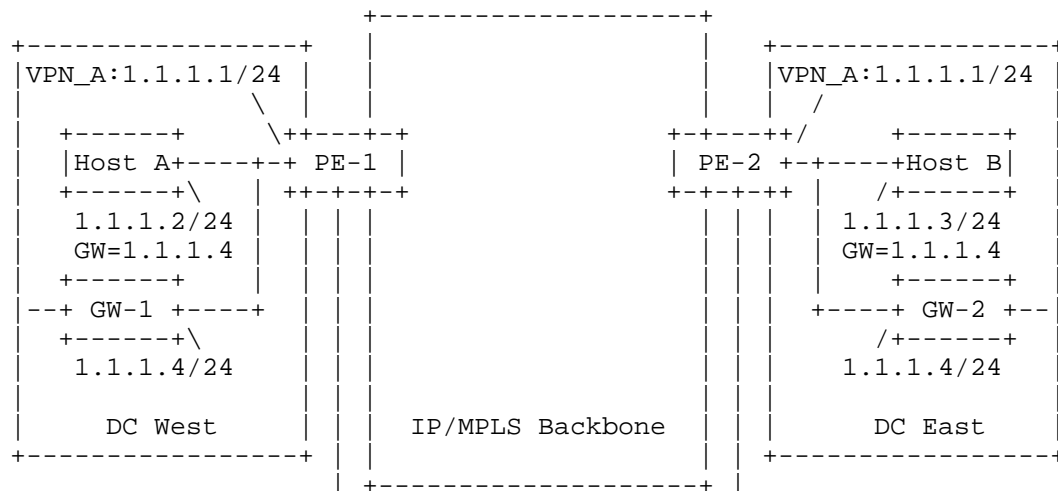 VPN_A:1.1.1.1/24 VPN_A:1.1.1.1/24
Host A PE-1 PE-2 Host B
1.1.1.2/24 1.1.1.3/24
GW=1.1.1.4 GW=1.1.1.4
GW-1 GW-2
1.1.1.4/24 1.1.1.4/24
DC West IP/MPLS Backbone DC East